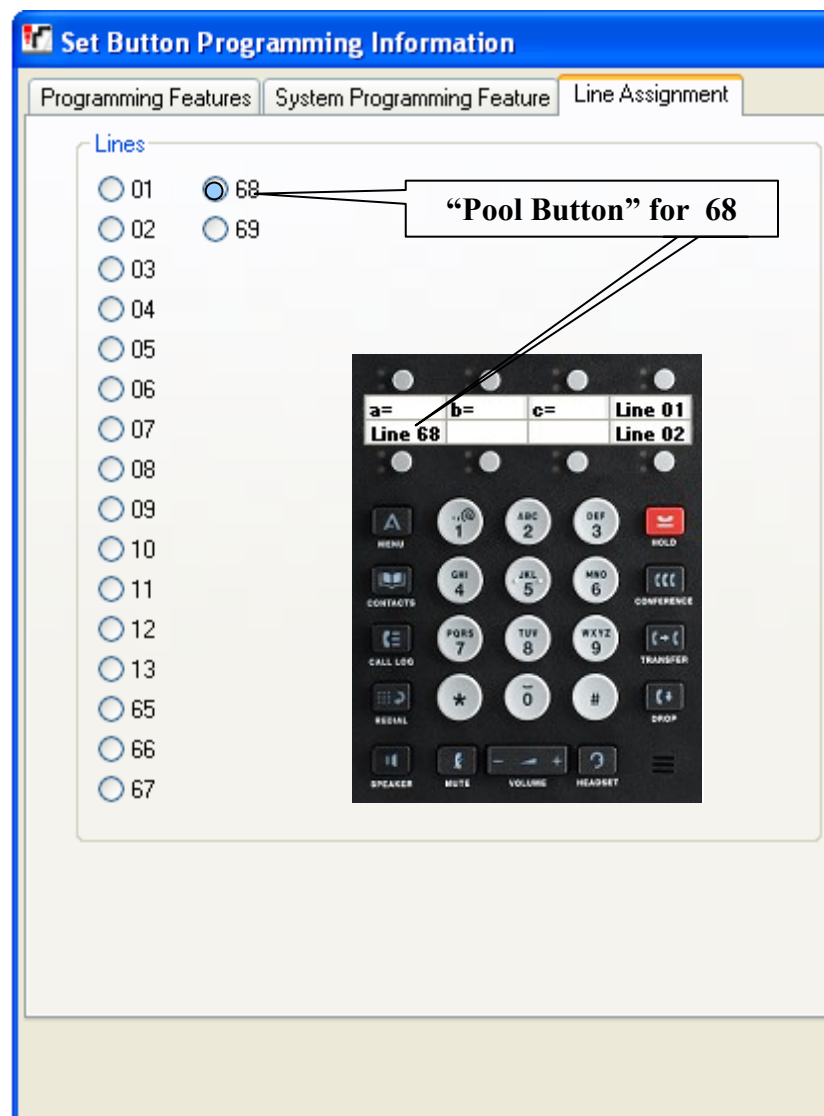 Set Button Programming Information
Programming Features System Programming Feature Line Assignment
Lines
01 68
02 69
03
04
05
06
07
08
09
10
11
12
13
65
66
67
“Pool Button” for 68
a= b= c= Line 01
Line 68 Line 02
MENU .,@ 1 ABC 2 DEF 3 HOLD
CONTACTS GHI 4 JKL 5 MNO 6 CONFERENCE
CALL LOG PQRS 7 TUV 8 WXYZ 9 TRANSFER
REDIAL * 0 # DROP
SPEAKER MUTE - VOLUME + HEADSET